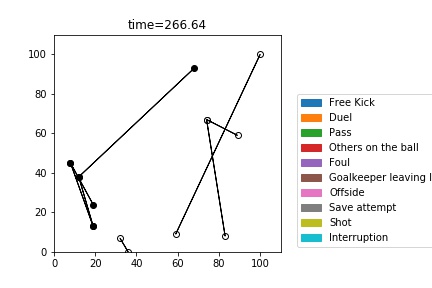 time=266.64
100
80
60
40
20
0
0 20 40 60 80 100
Free Kick
Duel
Pass
Others on the ball
Foul
Goalkeeper leaving l
Offside
Save attempt
Shot
Interruption